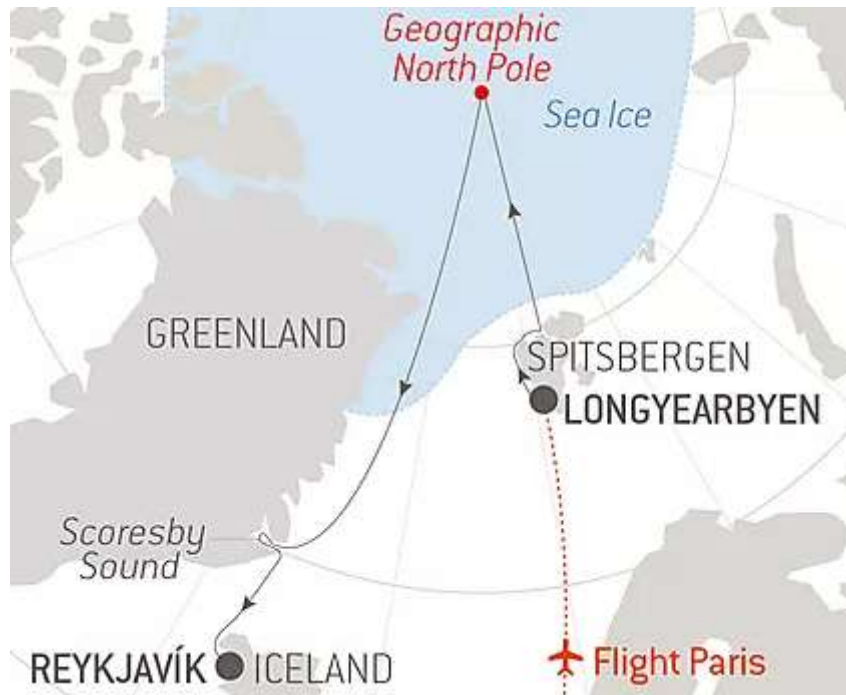 Geographic
North Pole
Sea Ice
GREENLAND
SPITSBERGEN
LONGYEARBYEN
Scoresby
Sound
REYKJAVÍK
ICELAND
Flight Paris